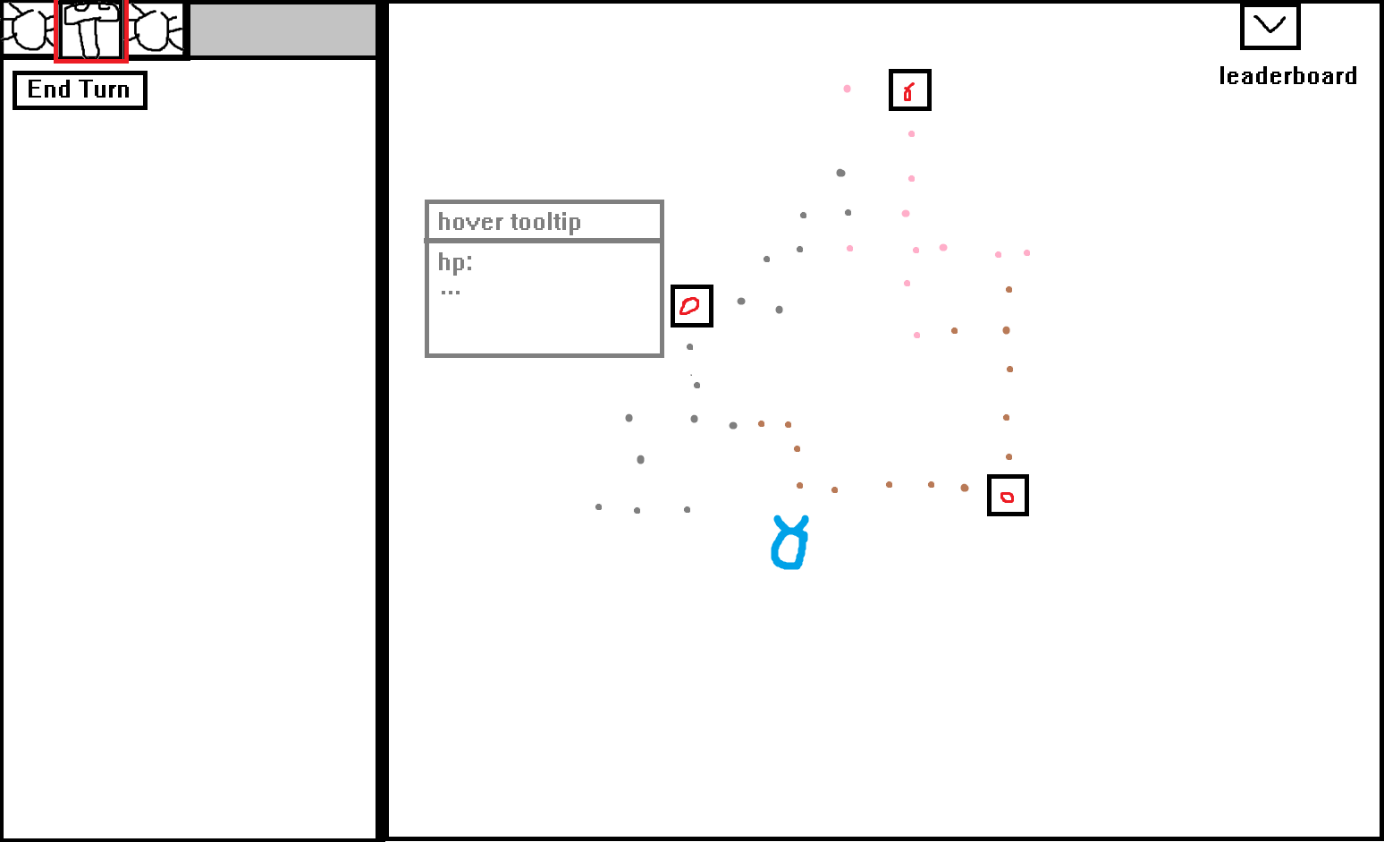 End Turn
leaderboard
hover tooltip
hp:
...